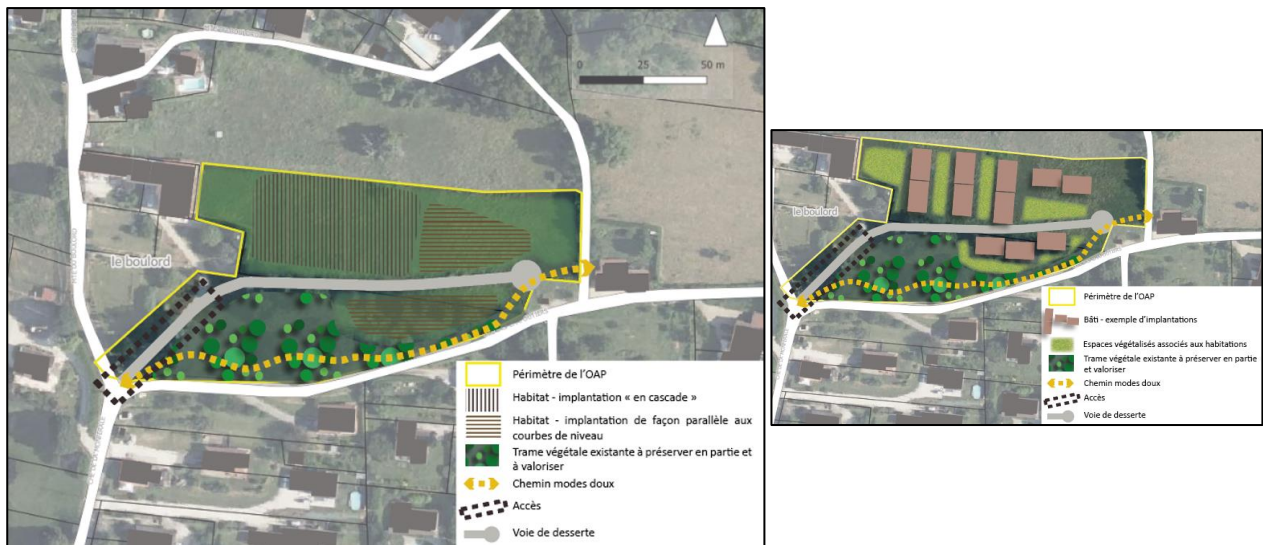 0 25 50 m
le boulord
Périmètre de l'OAP
Habitat - implantation « en cascade »
Habitat - implantation de façon parallèle aux
courbes de niveau
Trame végétale existante à préserver en partie et
à valoriser
Chemin modes doux
Accès
Voie de desserte
le boulord
Périmètre de l'OAP
Bâti - exemple d'implantations
Espaces végétalisés associés aux habitations
Trame végétale existante à préserver en partie
et valoriser
Chemin modes doux
Accès
Voie de desserte